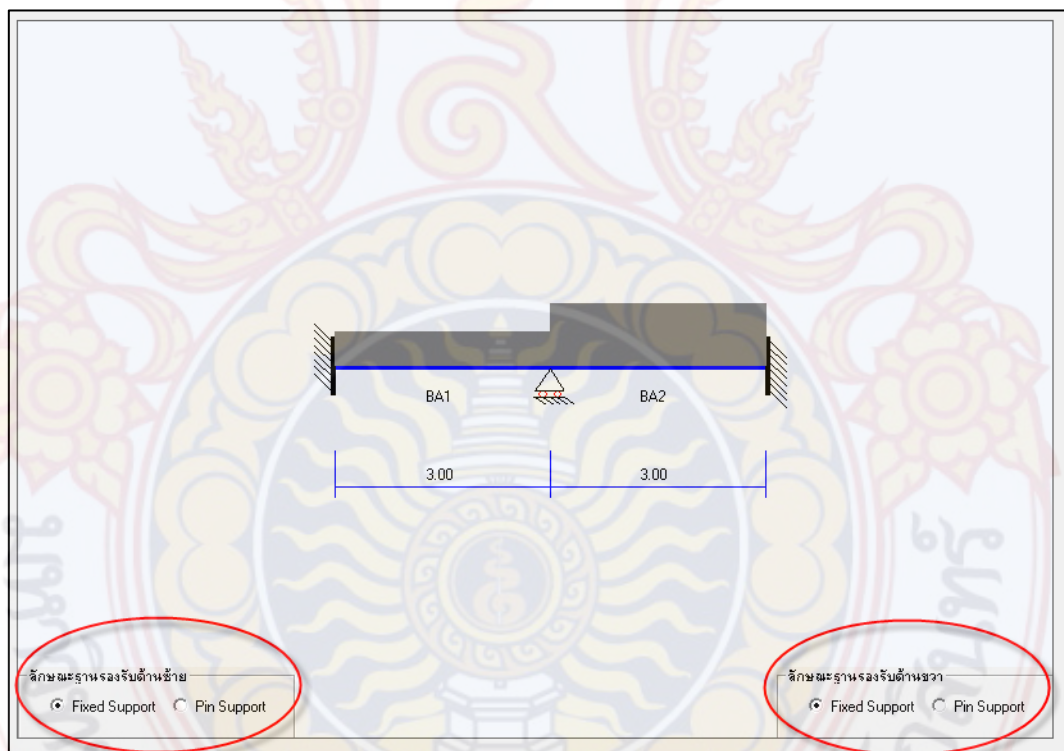 BA1 BA2
3.00 3.00
ลักษณะฐานรองรับด้านซ้าย
Fixed Support Pin Support
ลักษณะฐานรองรับด้านขวา
Fixed Support Pin Support